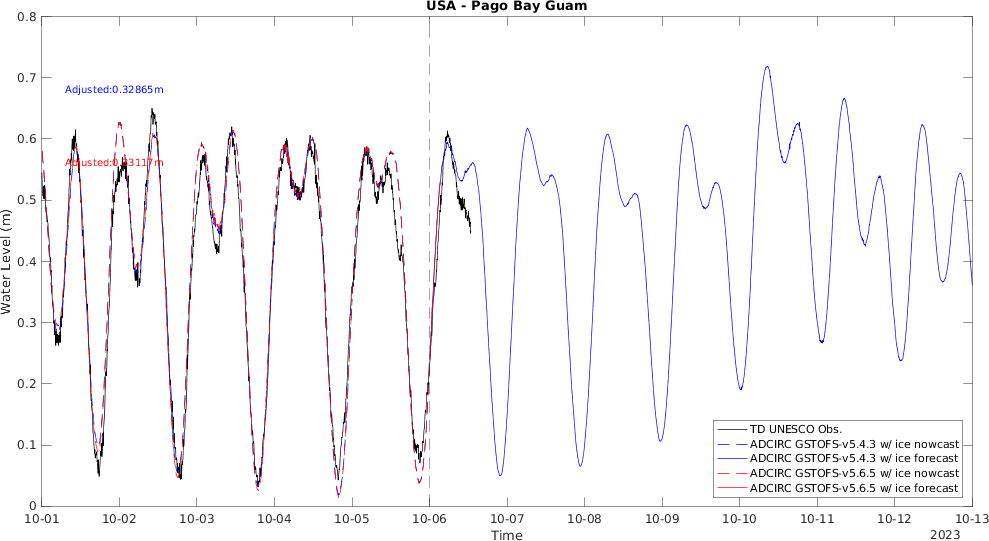 USA - Pago Bay Guam
0.8
0.7
0.6
0.5
0.4
0.3
0.2
0.1
0
Water Level (m)
Adjusted:0.32865m
10-01
10-02
10-03
10-04
10-05
10-06
10-07
10-08
10-09
10-10
10-11
10-12
10-13
Time
2023
TD UNESCO Obs.
ADCIRC GSTOFS-v5.4.3 w/ ice nowcast
ADCIRC GSTOFS-v5.4.3 w/ ice forecast
ADCIRC GSTOFS-v5.6.5 w/ ice nowcast
ADCIRC GSTOFS-v5.6.5 w/ ice forecast